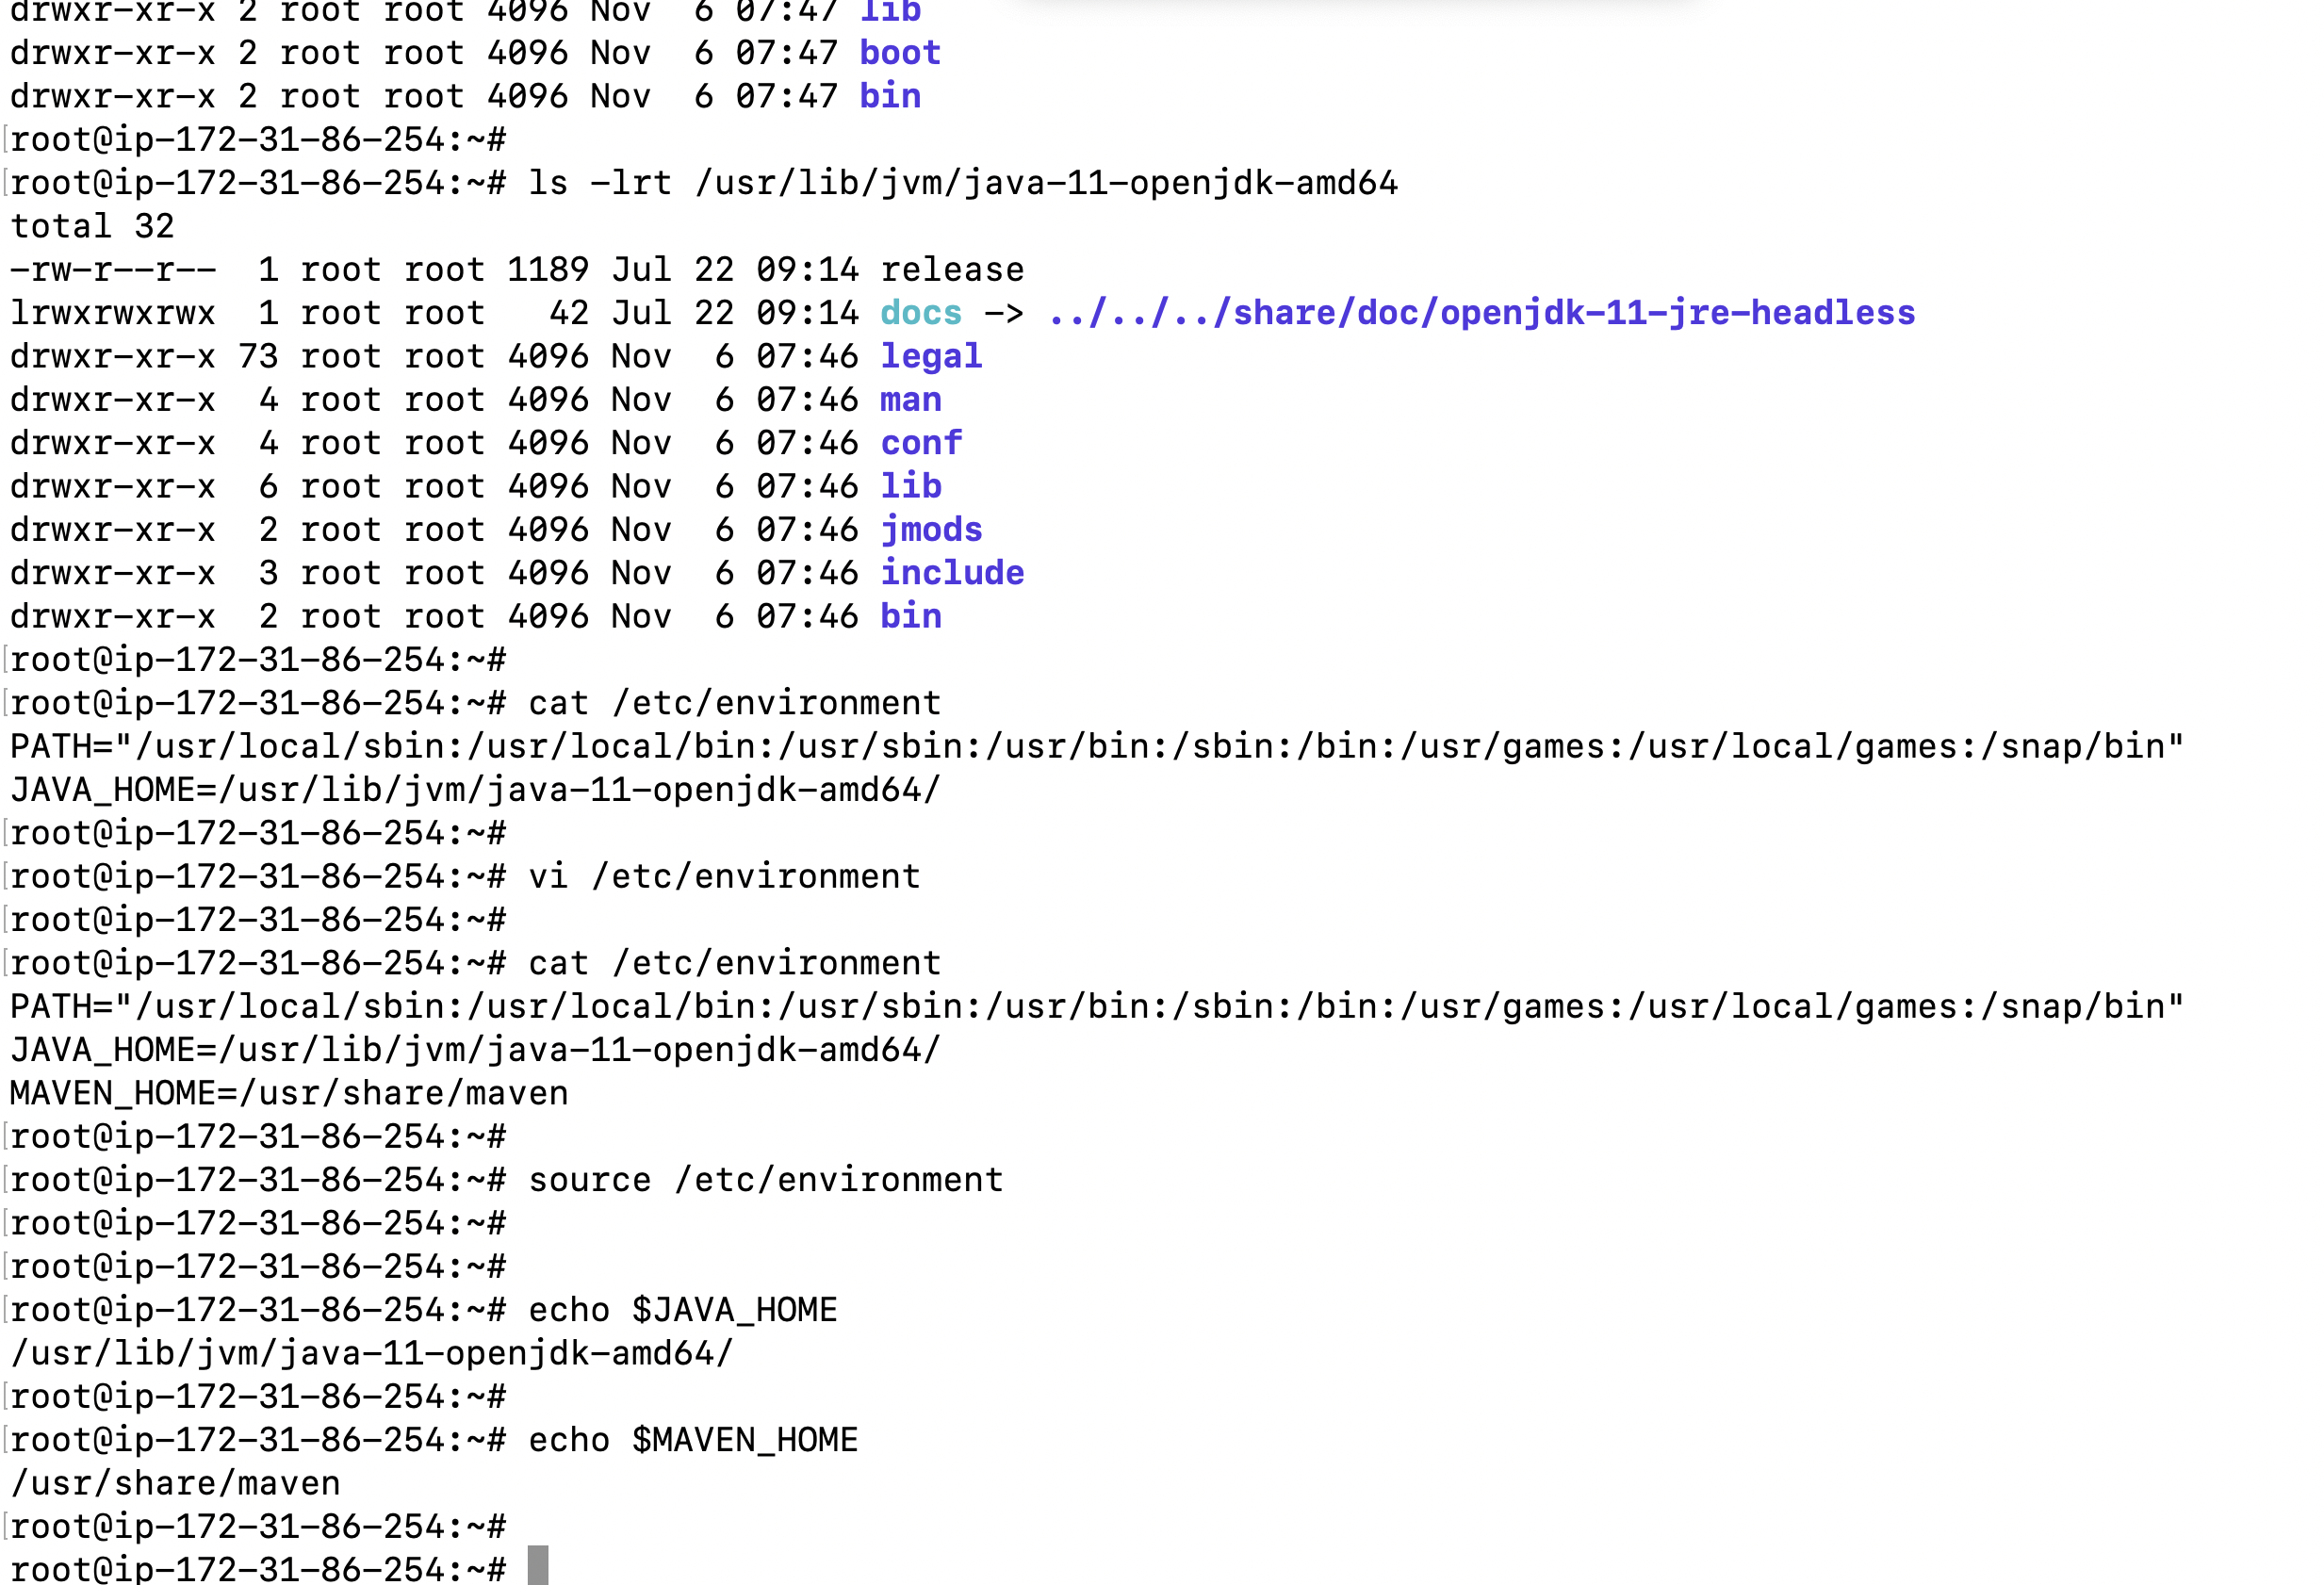 drwxr-xr-x 2 root root 4096 Nov  6 07:47 lib
drwxr-xr-x 2 root root 4096 Nov  6 07:47 boot
drwxr-xr-x 2 root root 4096 Nov  6 07:47 bin
root@ip-172-31-86-254:~#
root@ip-172-31-86-254:~# ls -lrt /usr/lib/jvm/java-11-openjdk-amd64
total 32
-rw-r--r--  1 root root 1189 Jul 22 09:14 release
lrwxrwxrwx  1 root root   42 Jul 22 09:14 docs -> ../../../share/doc/openjdk-11-jre-headless
drwxr-xr-x 73 root root 4096 Nov  6 07:46 legal
drwxr-xr-x  4 root root 4096 Nov  6 07:46 man
drwxr-xr-x  4 root root 4096 Nov  6 07:46 conf
drwxr-xr-x  6 root root 4096 Nov  6 07:46 lib
drwxr-xr-x  2 root root 4096 Nov  6 07:46 jmods
drwxr-xr-x  3 root root 4096 Nov  6 07:46 include
drwxr-xr-x  2 root root 4096 Nov  6 07:46 bin
root@ip-172-31-86-254:~#
root@ip-172-31-86-254:~# cat /etc/environment
PATH="/usr/local/sbin:/usr/local/bin:/usr/sbin:/usr/bin:/sbin:/bin:/usr/games:/usr/local/games:/snap/bin"
JAVA_HOME=/usr/lib/jvm/java-11-openjdk-amd64/
root@ip-172-31-86-254:~#
root@ip-172-31-86-254:~# vi /etc/environment
root@ip-172-31-86-254:~#
root@ip-172-31-86-254:~# cat /etc/environment
PATH="/usr/local/sbin:/usr/local/bin:/usr/sbin:/usr/bin:/sbin:/bin:/usr/games:/usr/local/games:/snap/bin"
JAVA_HOME=/usr/lib/jvm/java-11-openjdk-amd64/
MAVEN_HOME=/usr/share/maven
root@ip-172-31-86-254:~#
root@ip-172-31-86-254:~# source /etc/environment
root@ip-172-31-86-254:~#
root@ip-172-31-86-254:~#
root@ip-172-31-86-254:~# echo $JAVA_HOME
/usr/lib/jvm/java-11-openjdk-amd64/
root@ip-172-31-86-254:~#
root@ip-172-31-86-254:~# echo $MAVEN_HOME
/usr/share/maven
root@ip-172-31-86-254:~#
root@ip-172-31-86-254:~#